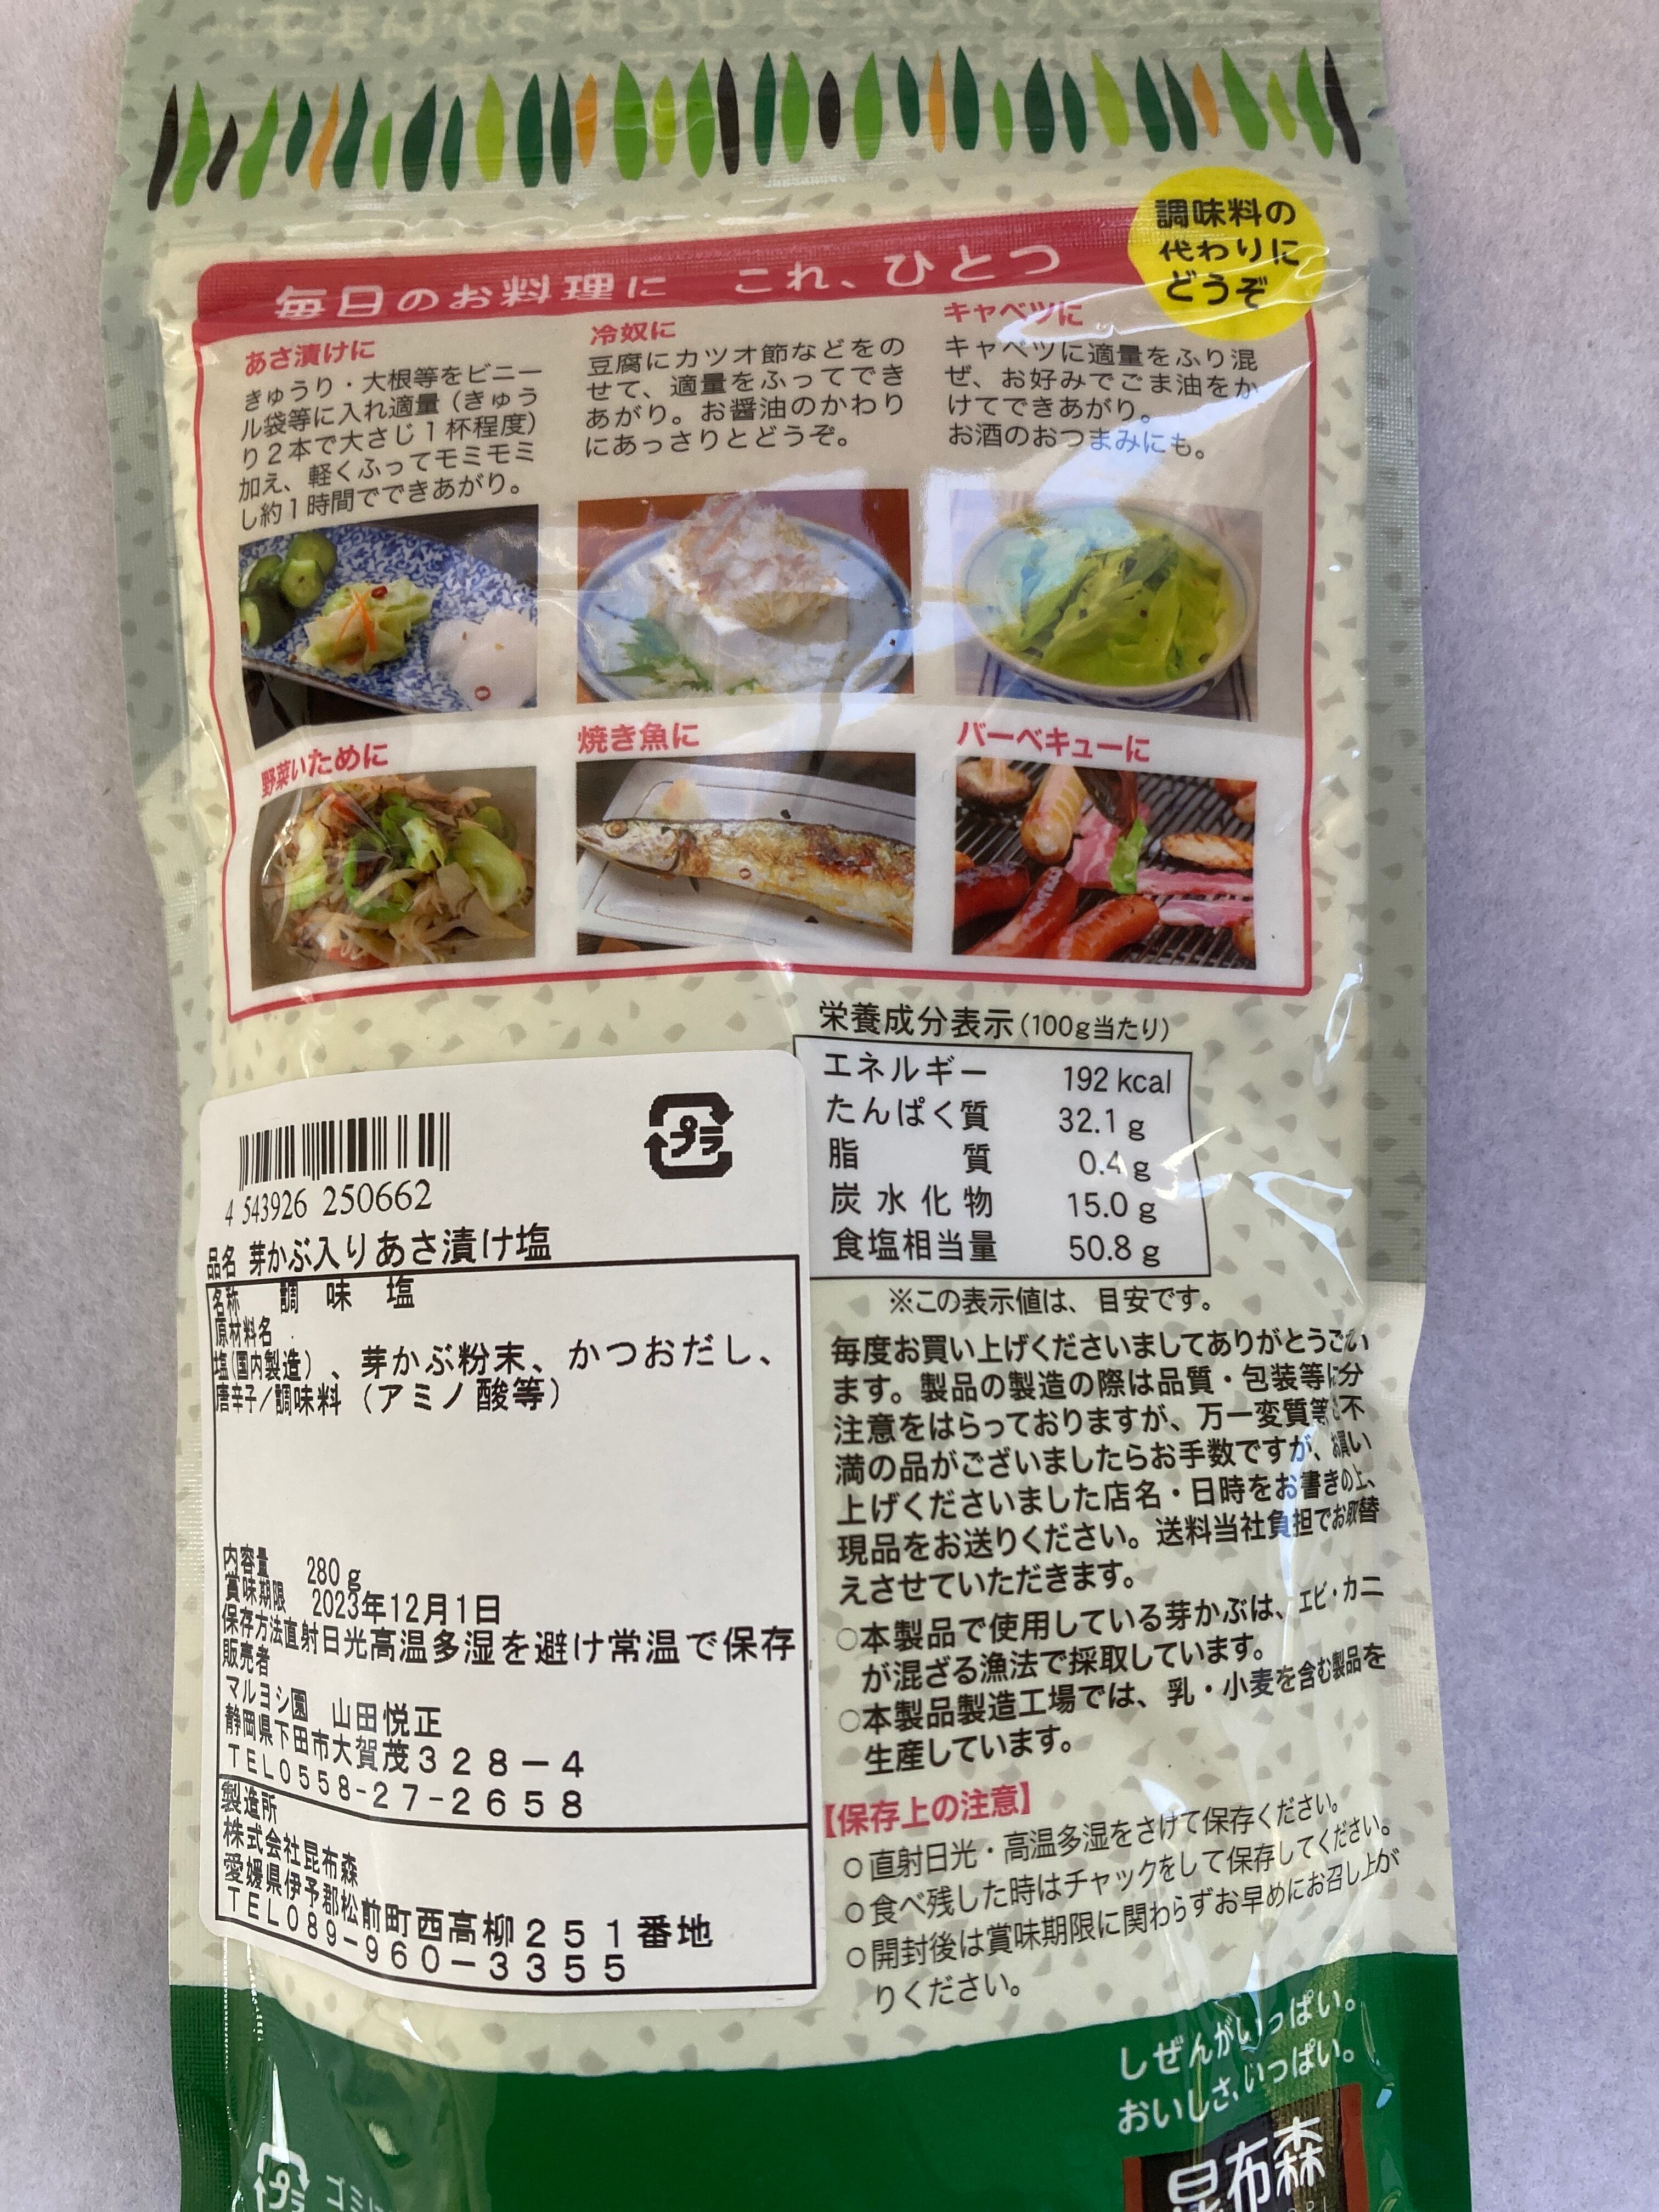 調味料の
代わりに
どうぞ
毎日のお料理に これ、ひとつ
あさ漬けに
きゅうり・大根等をビニー
ル袋等に入れ適量（きゅう
り2本で大さじ1杯程度）
加え、軽くふってモミモミ
し約1時間でできあがり。
冷奴に
豆腐にカツオ節などをの
せて、適量をふってでき
あがり。お醤油のかわり
にあっさりとどうぞ。
キャベツに
キャベツに適量をふり混
ぜ、お好みでごま油をか
けてできあがり。
お酒のおつまみにも。
野菜いために
焼き魚に
バーベキューに
栄養成分表示(100g当たり)
エネルギー 192 kcal
たんぱく質 32.1 g
脂質 0.4 g
炭水化物 15.0 g
食塩相当量 50.8 g
※この表示値は、目安です。
プラ
4 543926 250662
品名 芽かぶ入りあさ漬け塩
名称 調味塩
原材料名
塩(国内製造)、芽かぶ粉末、かつおだし、
唐辛子／調味料（アミノ酸等）
内容量 280g
賞味期限 2023年12月1日
保存方法直射日光高温多湿を避け常温で保存
販売者
マルヨシ園 山田悦正
静岡県下田市大賀茂328－4
TEL0558-27-2658
製造所
株式会社昆布森
愛媛県伊予郡松前町西高柳251番地
TEL089－960－3355
毎度お買い上げくださいましてありがとうござい
ます。製品の製造の際は品質・包装等に十分
注意をはらっておりますが、万一変質等ご不
満の品がございましたらお手数ですが、お買い
上げくださいました店名・日時をお書きの上、
現品をお送りください。送料当社負担でお取替
えさせていただきます。
○本製品で使用している芽かぶは、エビ・カニ
が混ざる漁法で採取しています。
○本製品製造工場では、乳・小麦を含む製品を
生産しています。
【保存上の注意】
○直射日光・高温多湿をさけて保存ください。
○食べ残した時はチャックをして保存してください。
○開封後は賞味期限に関わらずお早めにお召し上が
りください。
しぜんがいっぱい。
おいしさ、いっぱい。
昆布森
プラ